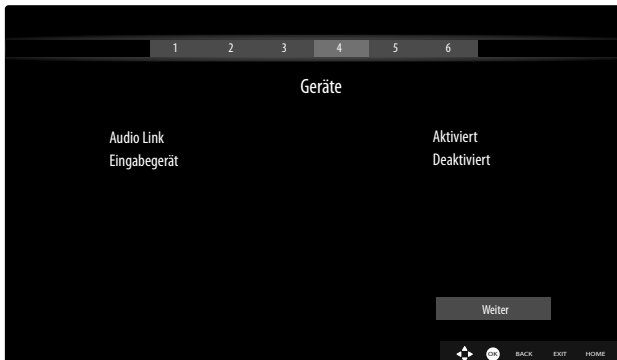 1 2 3 4 5 6
Geräte
Audio Link Aktiviert
Eingabegerät Deaktiviert
Weiter
OK BACK EXIT HOME